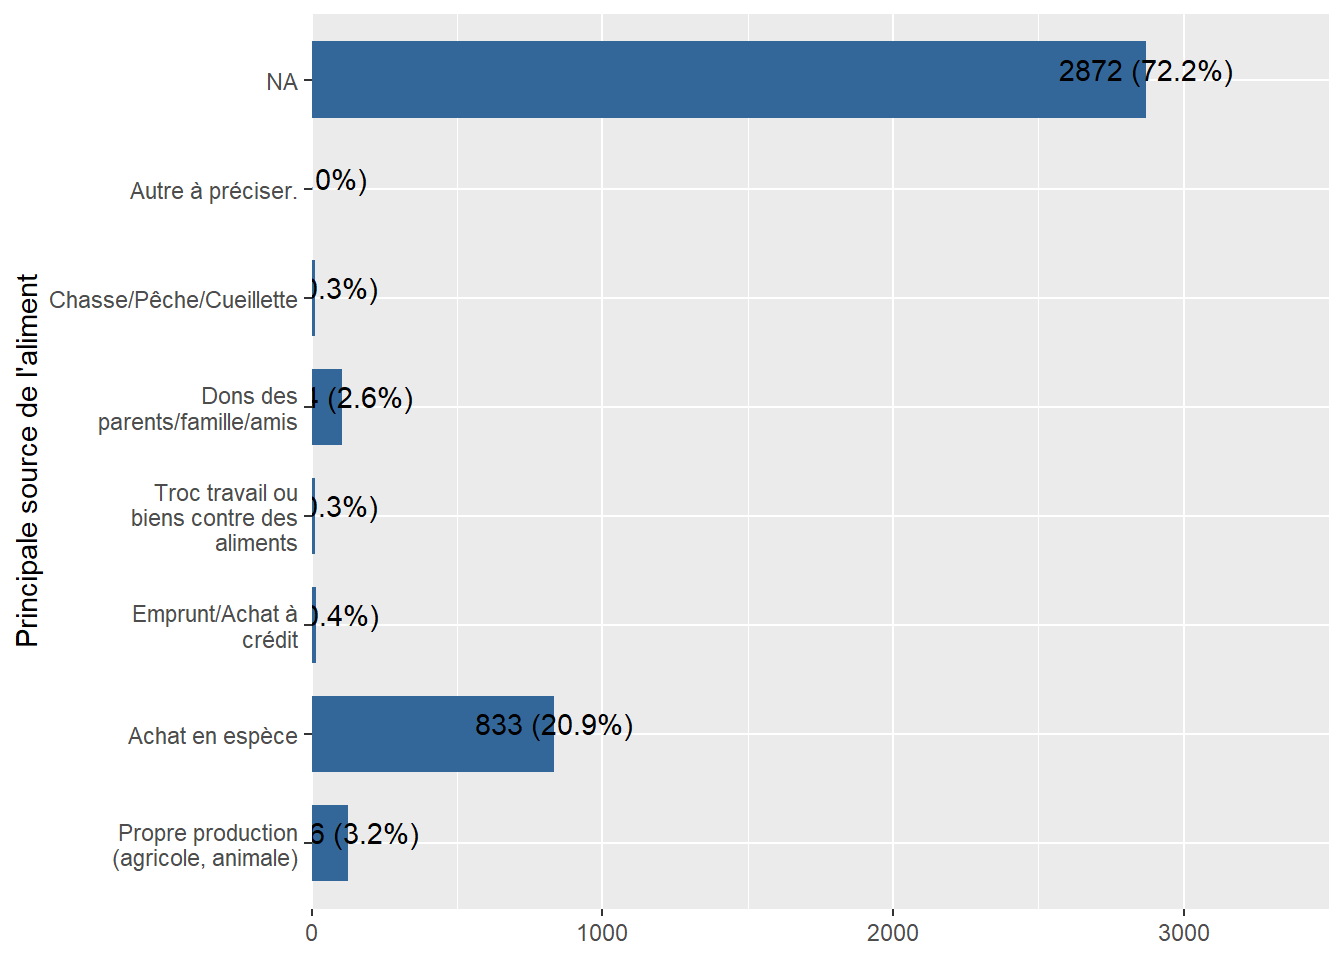 Principale source de l'aliment
NA
2872 (72.2%)
Autre à préciser.
0%)
Chasse/Pêche/Cueillette
.3%)
Dons des
parents/famille/amis
(2.6%)
Troc travail ou
biens contre des
aliments
.3%)
Emprunt/Achat à
crédit
.4%)
Achat en espèce
833 (20.9%)
Propre production
(agricole, animale)
6 (3.2%)
0
1000
2000
3000